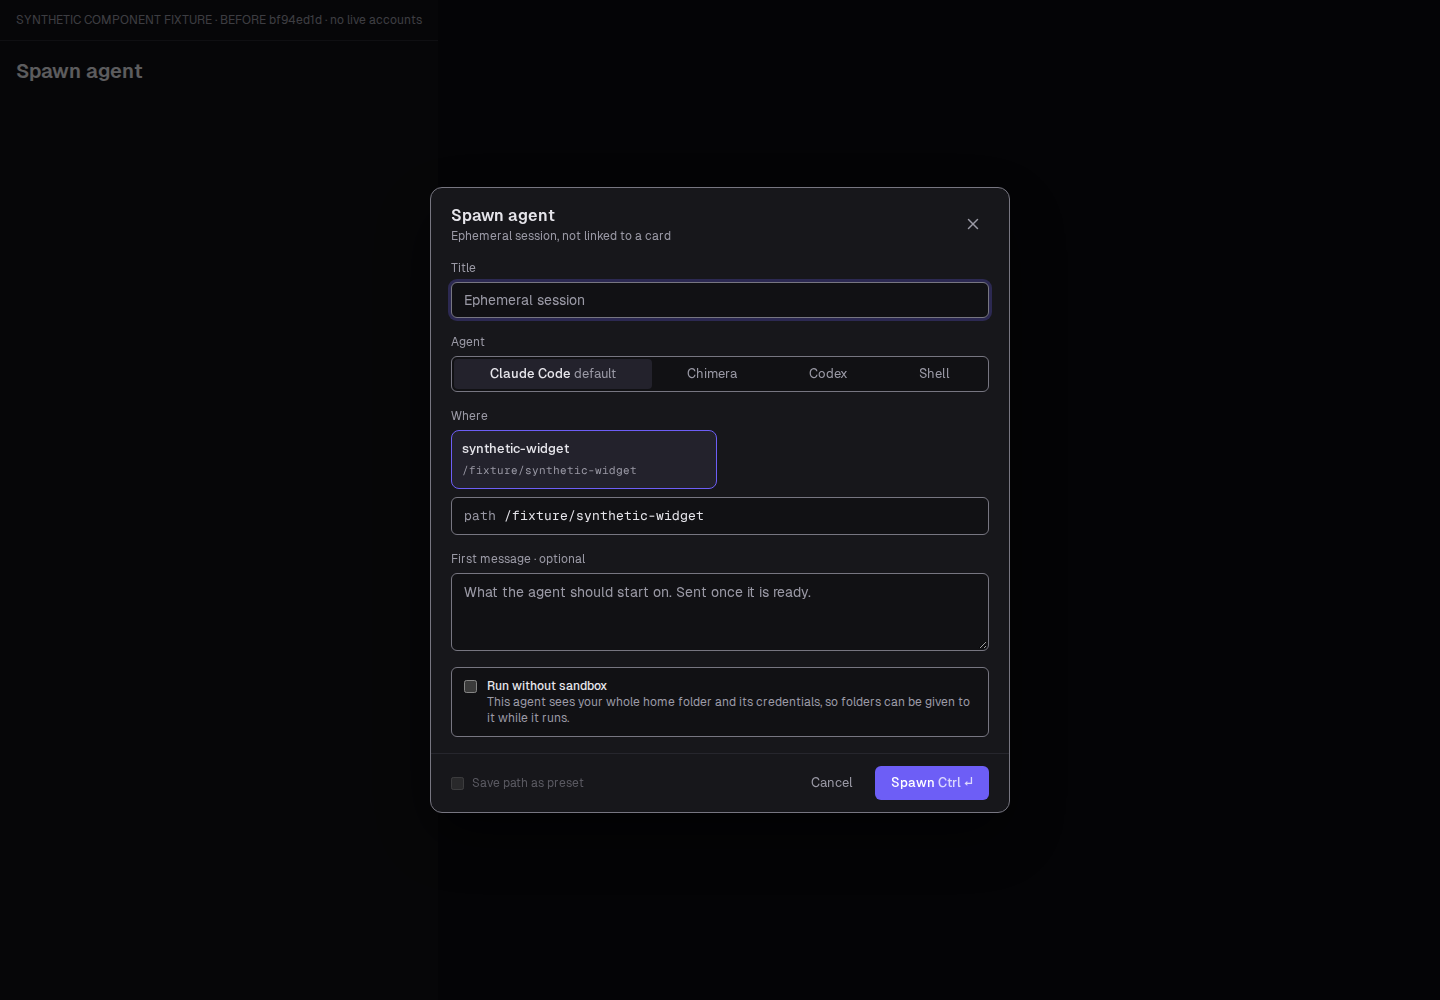 SYNTHETIC COMPONENT FIXTURE · BEFORE bf94ed1d · no live accounts
Spawn agent
Spawn agent
Ephemeral session, not linked to a card
Title
Ephemeral session
Agent
Claude Code default Chimera Codex Shell
Where
synthetic-widget
/fixture/synthetic-widget
path /fixture/synthetic-widget
First message · optional
What the agent should start on. Sent once it is ready.
Run without sandbox
This agent sees your whole home folder and its credentials, so folders can be given to
it while it runs.
Save path as preset Cancel Spawn Ctrl ↵